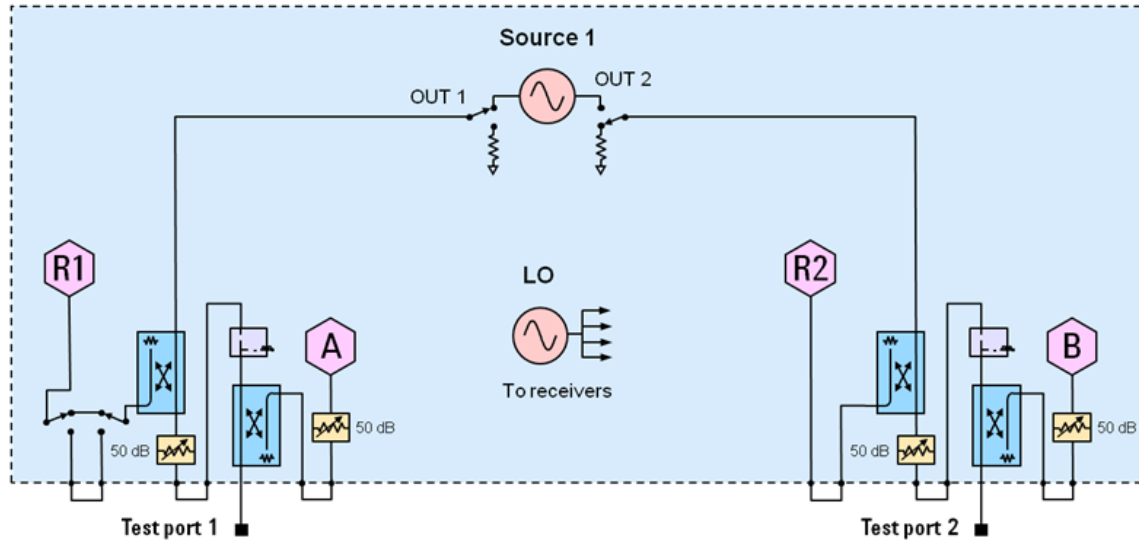 Source 1
OUT 1
OUT 2
R1
LO
R2
A
To receivers
B
50 dB
50 dB
50 dB
50 dB
Test port 1
Test port 2